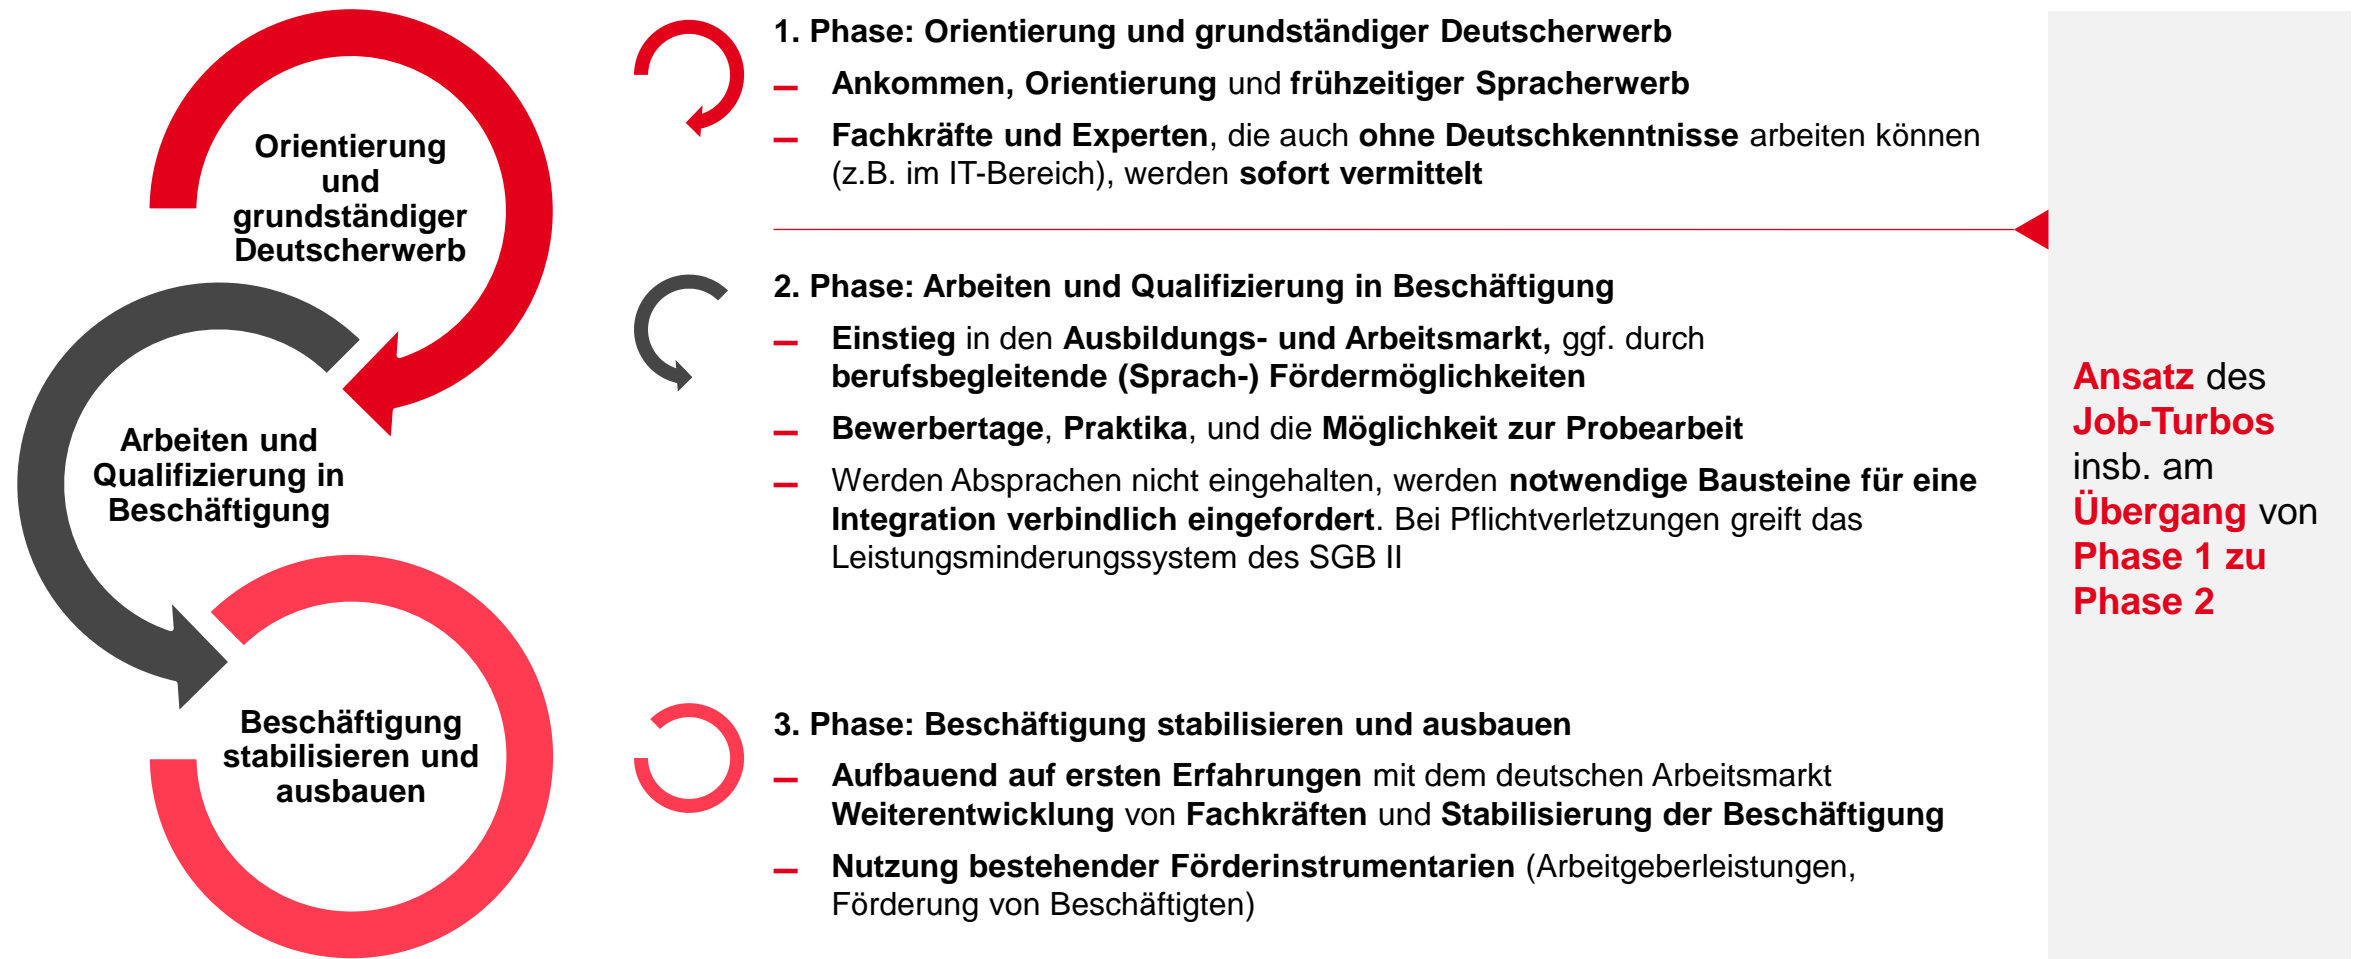 Orientierung
und
grundständiger
Deutscherwerb
Arbeiten und
Qualifizierung in
Beschäftigung
Beschäftigung
stabilisieren und
ausbauen
1. Phase: Orientierung und grundständiger Deutscherwerb
– Ankommen, Orientierung und frühzeitiger Spracherwerb
– Fachkräfte und Experten, die auch ohne Deutschkenntnisse arbeiten können
(z.B. im IT-Bereich), werden sofort vermittelt
2. Phase: Arbeiten und Qualifizierung in Beschäftigung
– Einstieg in den Ausbildungs- und Arbeitsmarkt, ggf. durch
berufsbegleitende (Sprach-) Fördermöglichkeiten
– Bewerbertage, Praktika, und die Möglichkeit zur Probearbeit
– Werden Absprachen nicht eingehalten, werden notwendige Bausteine für eine
Integration verbindlich eingefordert. Bei Pflichtverletzungen greift das
Leistungsminderungssystem des SGB II
3. Phase: Beschäftigung stabilisieren und ausbauen
– Aufbauend auf ersten Erfahrungen mit dem deutschen Arbeitsmarkt
Weiterentwicklung von Fachkräften und Stabilisierung der Beschäftigung
– Nutzung bestehender Förderinstrumentarien (Arbeitgeberleistungen,
Förderung von Beschäftigten)
Ansatz des
Job-Turbos
insb. am
Übergang von
Phase 1 zu
Phase 2